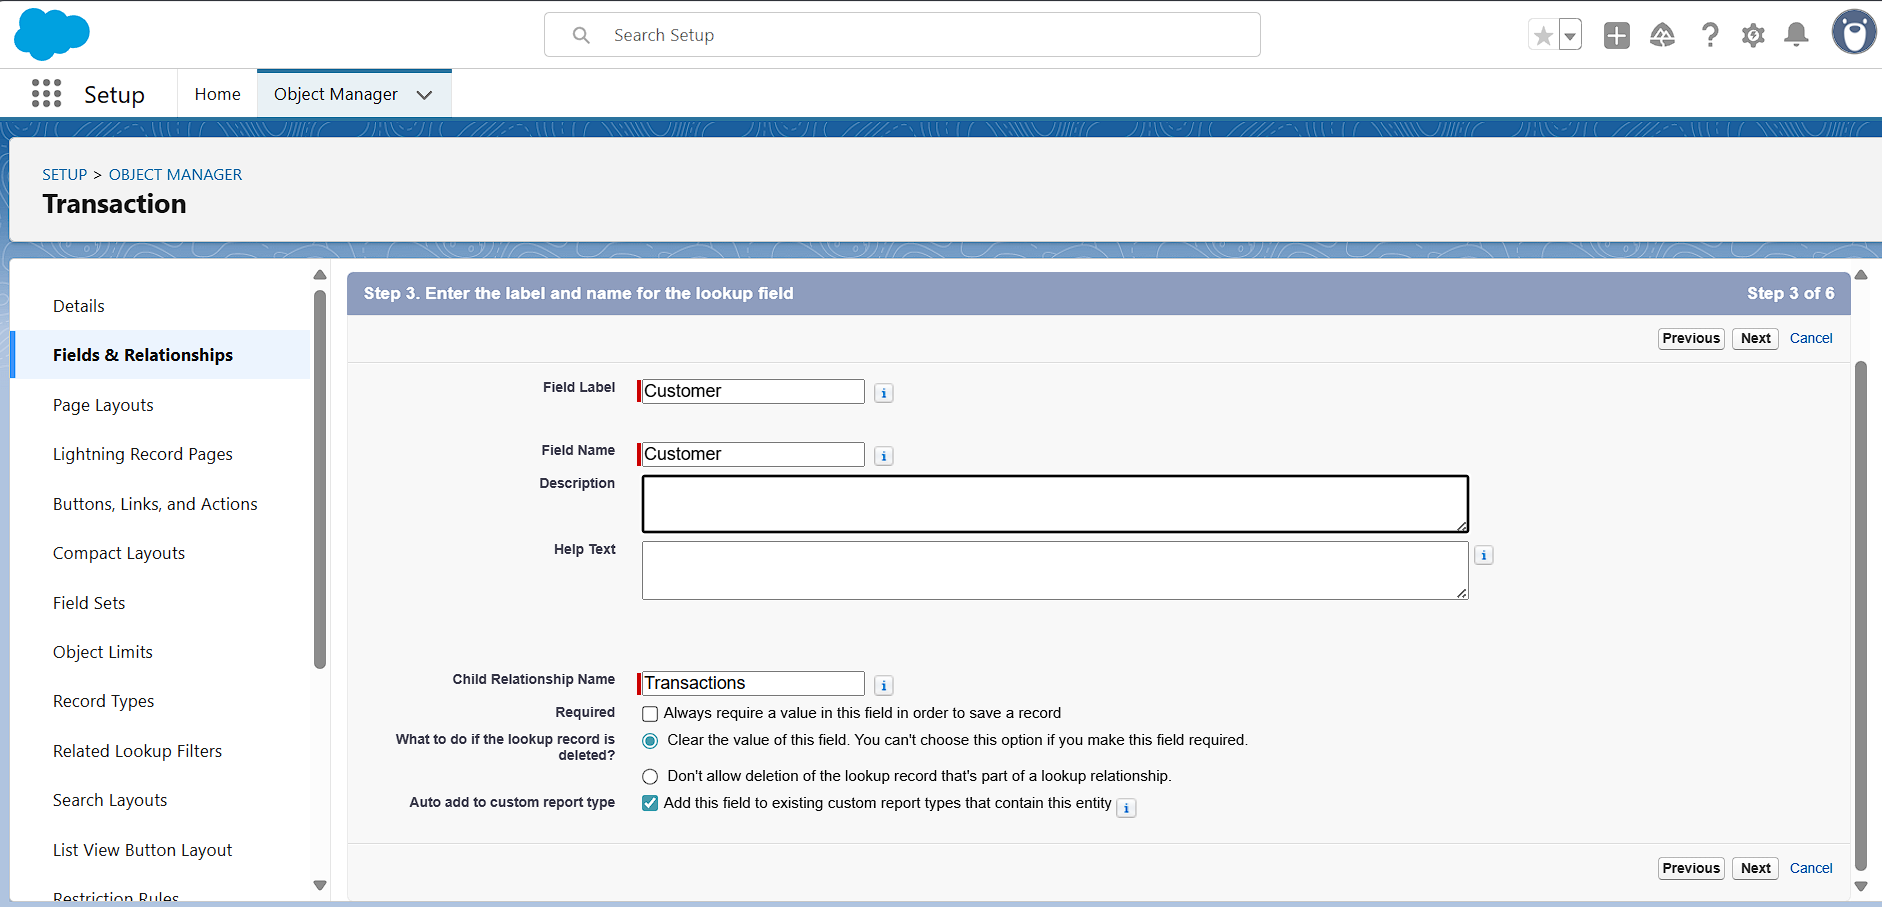 Search Setup
Setup
Home
Object Manager
SETUP > OBJECT MANAGER
Transaction
Details
Fields & Relationships
Page Layouts
Lightning Record Pages
Buttons, Links, and Actions
Compact Layouts
Field Sets
Object Limits
Record Types
Related Lookup Filters
Search Layouts
List View Button Layout
Restriction Rules
Step 3. Enter the label and name for the lookup field
Step 3 of 6
Previous
Next
Cancel
Field Label
Customer
i
Field Name
Customer
i
Description
Help Text
i
Child Relationship Name
Transactions
i
Required
Always require a value in this field in order to save a record
What to do if the lookup record is
deleted?
Clear the value of this field. You can't choose this option if you make this field required.
Don't allow deletion of the lookup record that's part of a lookup relationship.
Auto add to custom report type
Add this field to existing custom report types that contain this entity
i
Previous
Next
Cancel